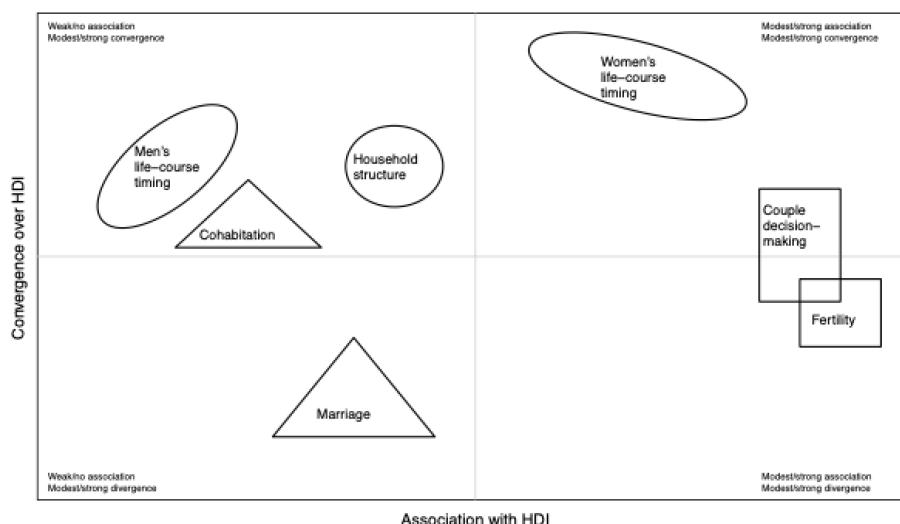 Weak/no association
Modest/strong convergence
Modest/strong association
Modest/strong convergence
Women's
life–course
timing
Men's
life–course
timing
Household
structure
Cohabitation
Couple
decision–
making
Fertility
Marriage
Convergence over HDI
Weak/no association
Modest/strong divergence
Modest/strong association
Modest/strong divergence
Association with HDI